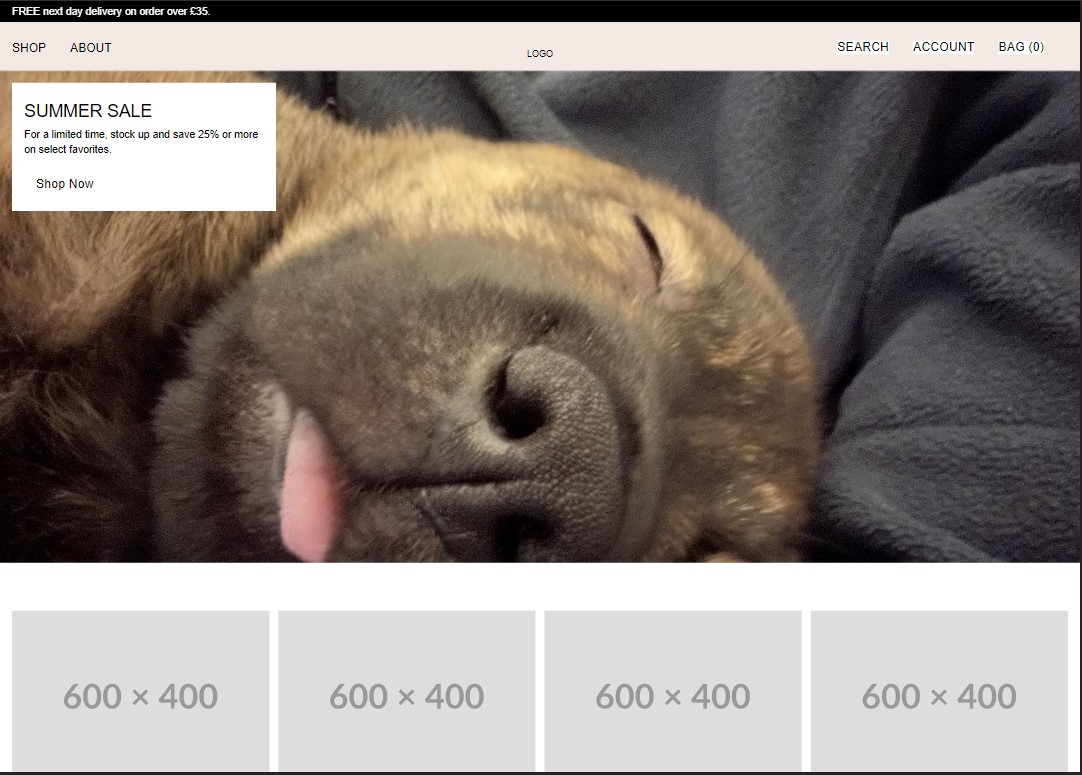 FREE next day delivery on order over £35.
SHOP ABOUT LOGO SEARCH ACCOUNT BAG (0)
SUMMER SALE
For a limited time, stock up and save 25% or more
on select favorites.
Shop Now
600 × 400 600 × 400 600 × 400 600 × 400